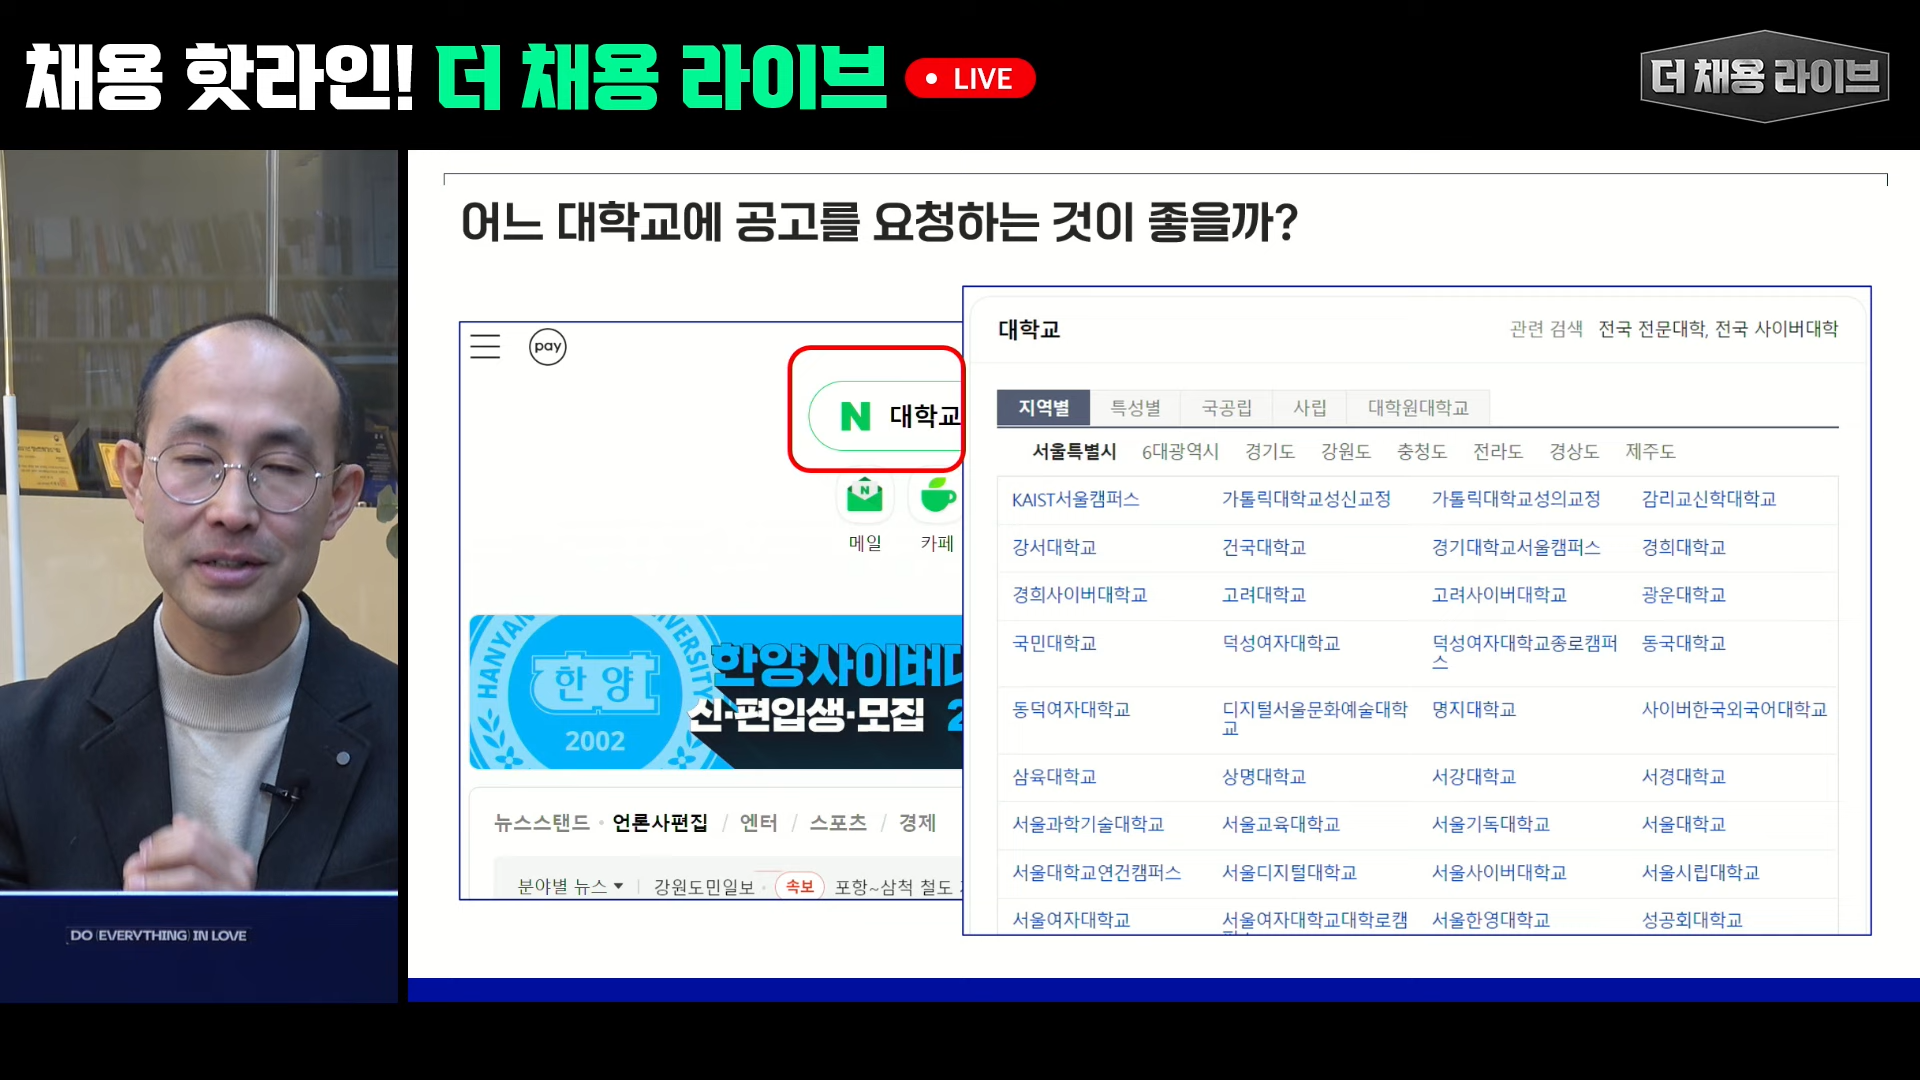 채용 핫라인! 더 채용 라이브 • LIVE
더 채용 라이브
어느 대학교에 공고를 요청하는 것이 좋을까?
pay
N 대학교
메일 카페
HANYAN
VERSITY
한양
2002
한양사이버대
신·편입생·모집 2
뉴스스탠드 • 언론사편집 / 엔터 / 스포츠 / 경제
분야별 뉴스 강원도민일보 · 속보 포항~삼척 철도
대학교 관련 검색 전국 전문대학, 전국 사이버대학
지역별 특성별 국공립 사립 대학원대학교
서울특별시 6대광역시 경기도 강원도 충청도 전라도 경상도 제주도
KAIST서울캠퍼스 가톨릭대학교성신교정 가톨릭대학교성의교정 감리교신학대학교
강서대학교 건국대학교 경기대학교서울캠퍼스 경희대학교
경희사이버대학교 고려대학교 고려사이버대학교 광운대학교
국민대학교 덕성여자대학교 덕성여자대학교종로캠퍼스 동국대학교
동덕여자대학교 디지털서울문화예술대학교 명지대학교 사이버한국외국어대학교
삼육대학교 상명대학교 서강대학교 서경대학교
서울과학기술대학교 서울교육대학교 서울기독대학교 서울대학교
서울대학교연건캠퍼스 서울디지털대학교 서울사이버대학교 서울시립대학교
서울여자대학교 서울여자대학교대학로캠 서울한영대학교 성공회대학교
DO EVERYTHING IN LOVE